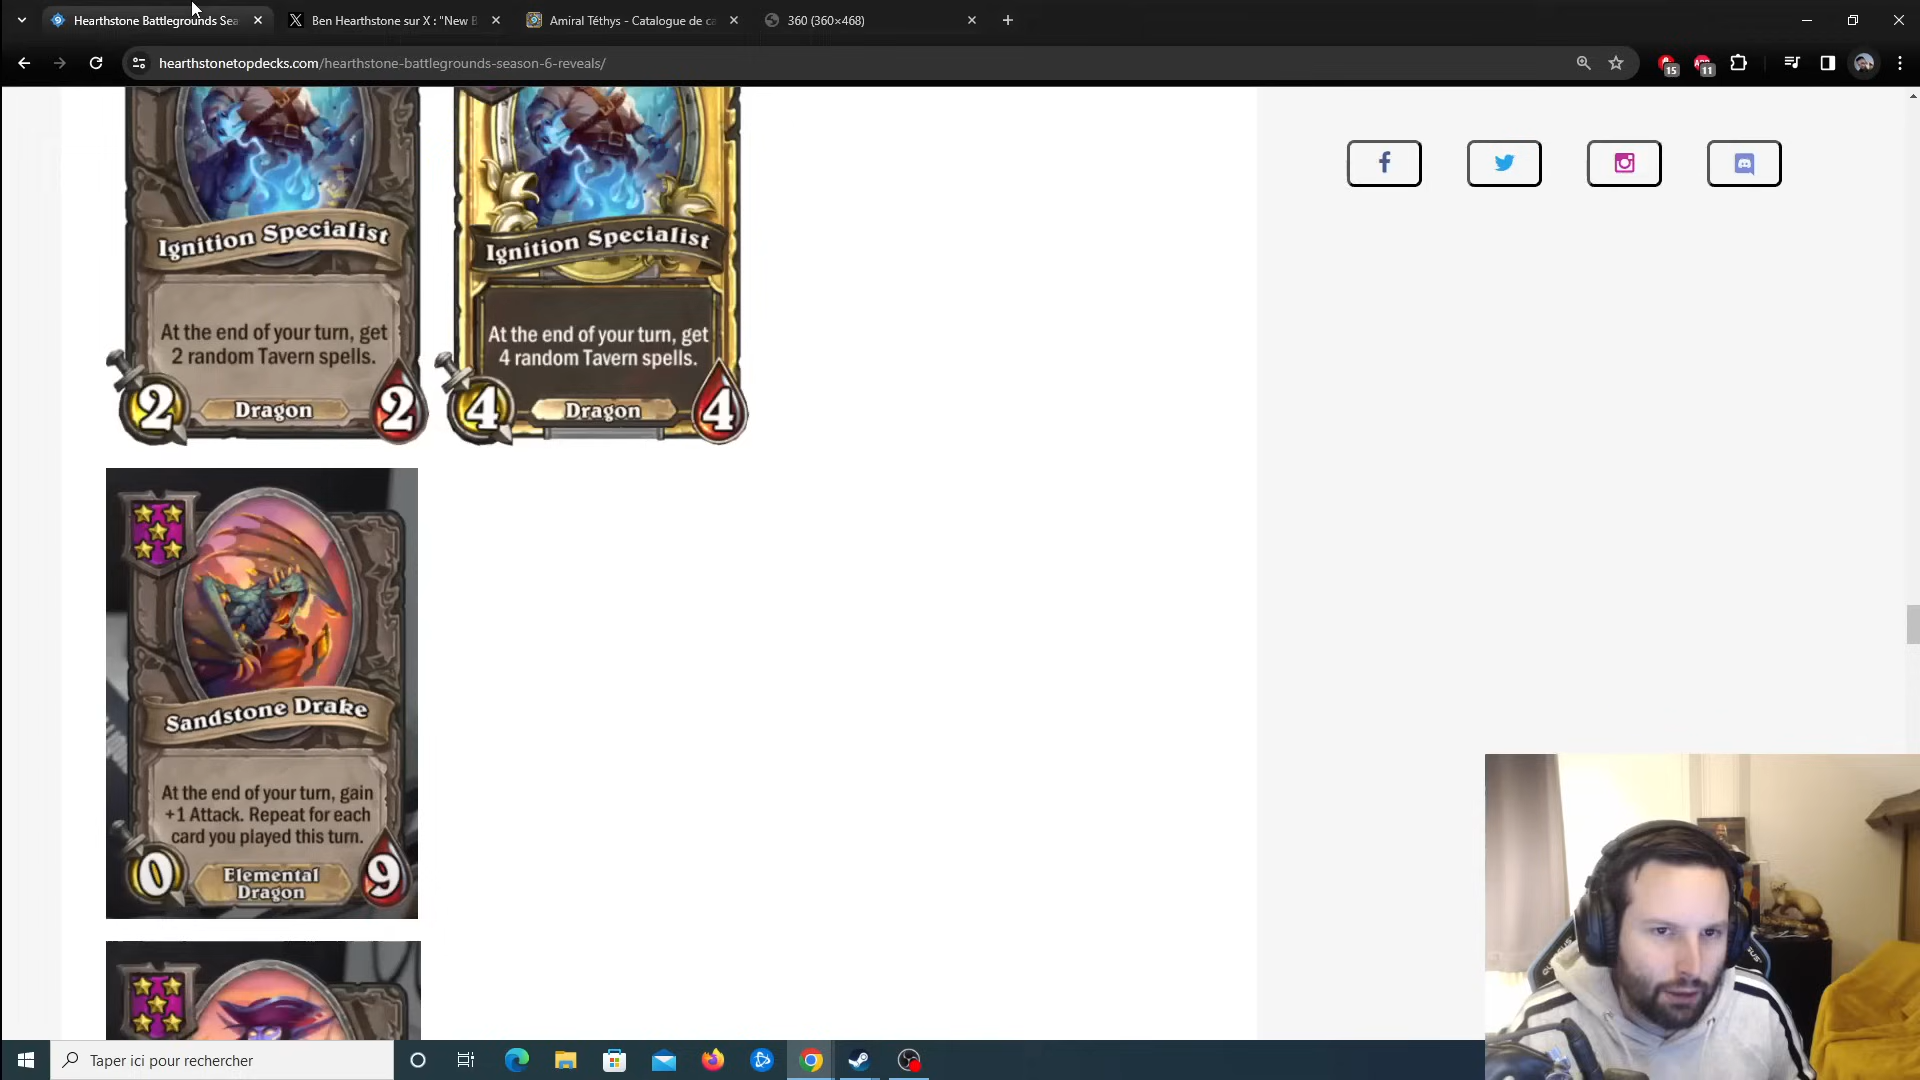 Hearthstone Battlegrounds Sea
Ben Hearthstone sur X : "New B
Amiral Téthys - Catalogue de ca
360 (360×468)
hearthstonetopdecks.com/hearthstone-battlegrounds-season-6-reveals/
15
11
Ignition Specialist
At the end of your turn, get
2 random Tavern spells.
2
Dragon
2
Ignition Specialist
At the end of your turn, get
4 random Tavern spells.
4
Dragon
4
Sandstone Drake
At the end of your turn, gain
+1 Attack. Repeat for each
card you played this turn.
0
Elemental
Dragon
9
Taper ici pour rechercher